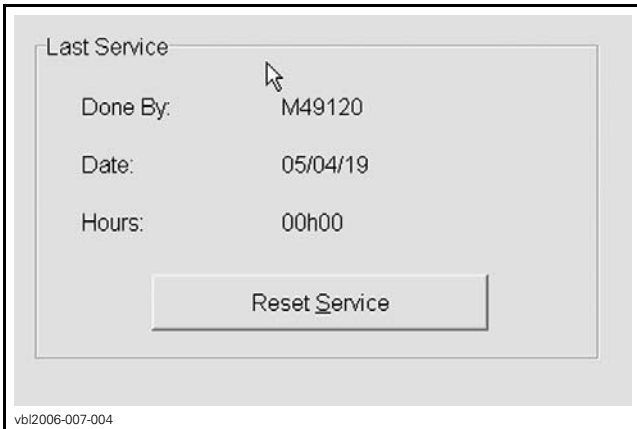 Last Service
Done By: M49120
Date: 05/04/19
Hours: 00h00
Reset Service
vbl2006-007-004